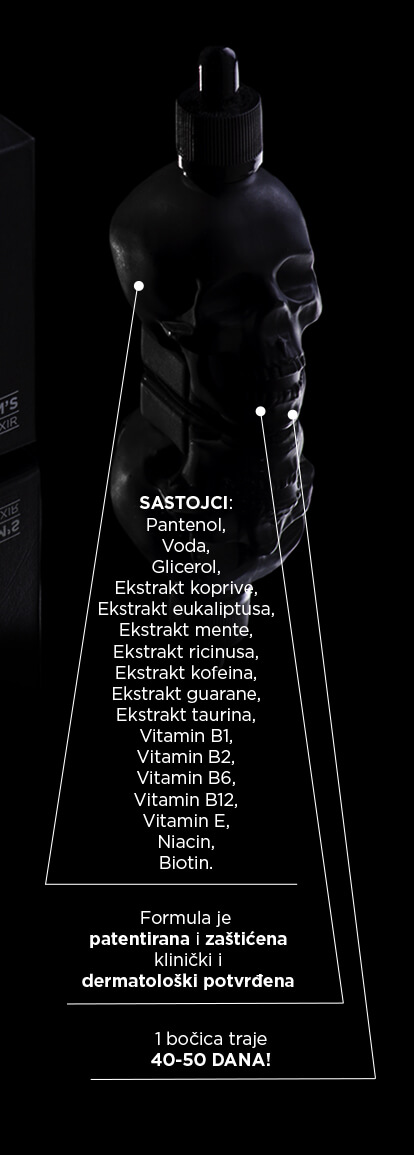 M'S
XIR
SASTOJCI:
Pantenol,
Voda,
Glicerol,
Ekstrakt koprive,
Ekstrakt eukaliptusa,
Ekstrakt mente,
Ekstrakt ricinusa,
Ekstrakt kofeina,
Ekstrakt guarane,
Ekstrakt taurina,
Vitamin B1,
Vitamin B2,
Vitamin B6,
Vitamin B12,
Vitamin E,
Niacin,
Biotin.
Formula je
patentirana i zaštićena
klinički i
dermatološki potvrđena
1 bočica traje
40-50 DANA!